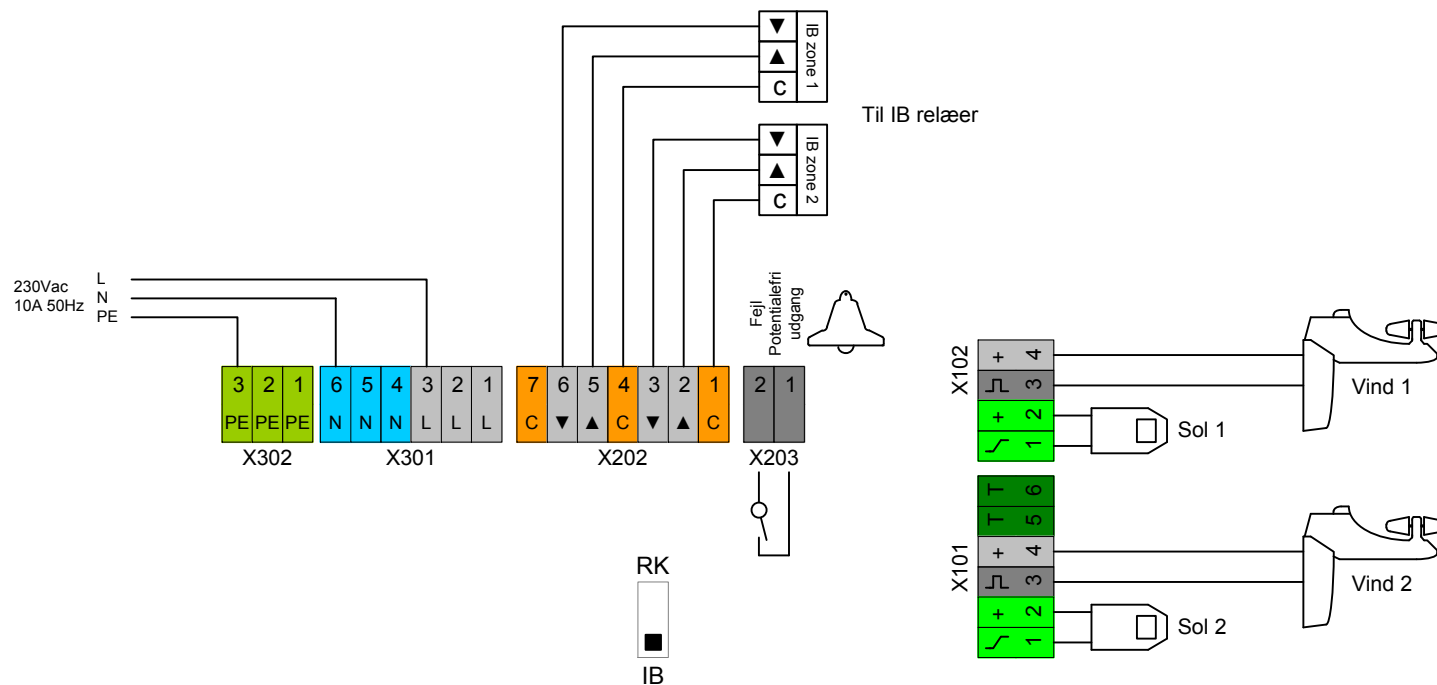 ▼
▲
C
IB zone 1
Til IB relæer
▼
▲
C
IB zone 2
230Vac
10A 50Hz
L
N
PE
Fejl
Potentialefri
udgang
3 2 1
PE PE PE
X302
6 5 4 3 2 1
N N N L L L
X301
7 6 5 4 3 2 1
C ▼ ▲ C ▼ ▲ C
X202
2 1
X203
RK
IB
X102
+ 4
3
+ 2
1
Vind 1
Sol 1
X101
T 6
T 5
+ 4
3
+ 2
1
Vind 2
Sol 2